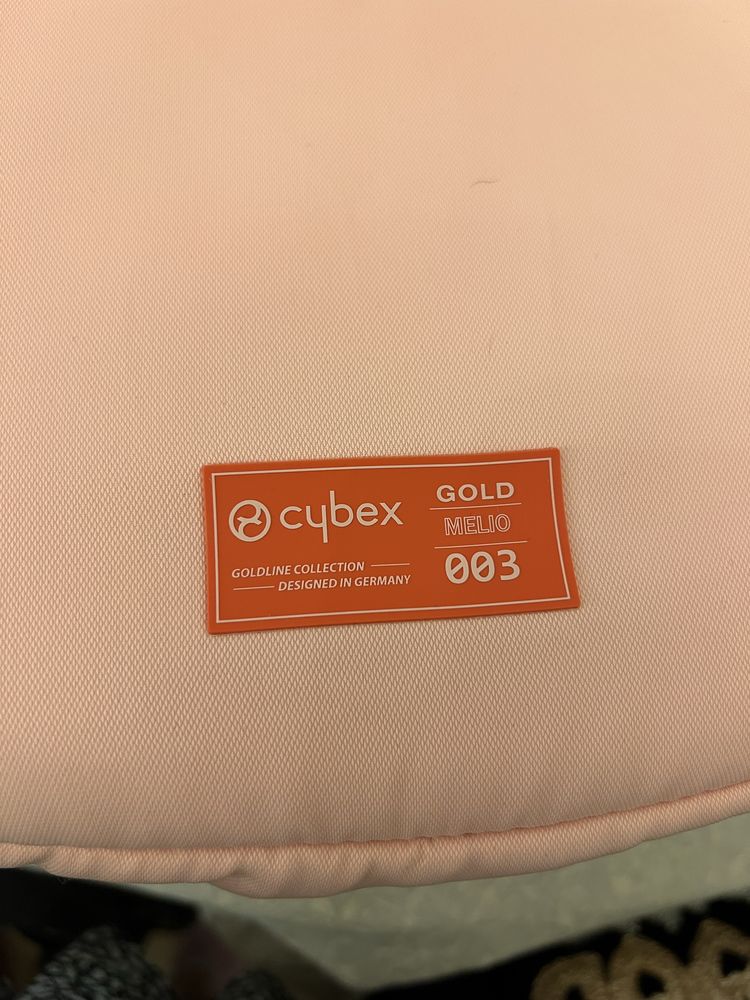 cybex
GOLDLINE COLLECTION
DESIGNED IN GERMANY
GOLD
MELIO
003